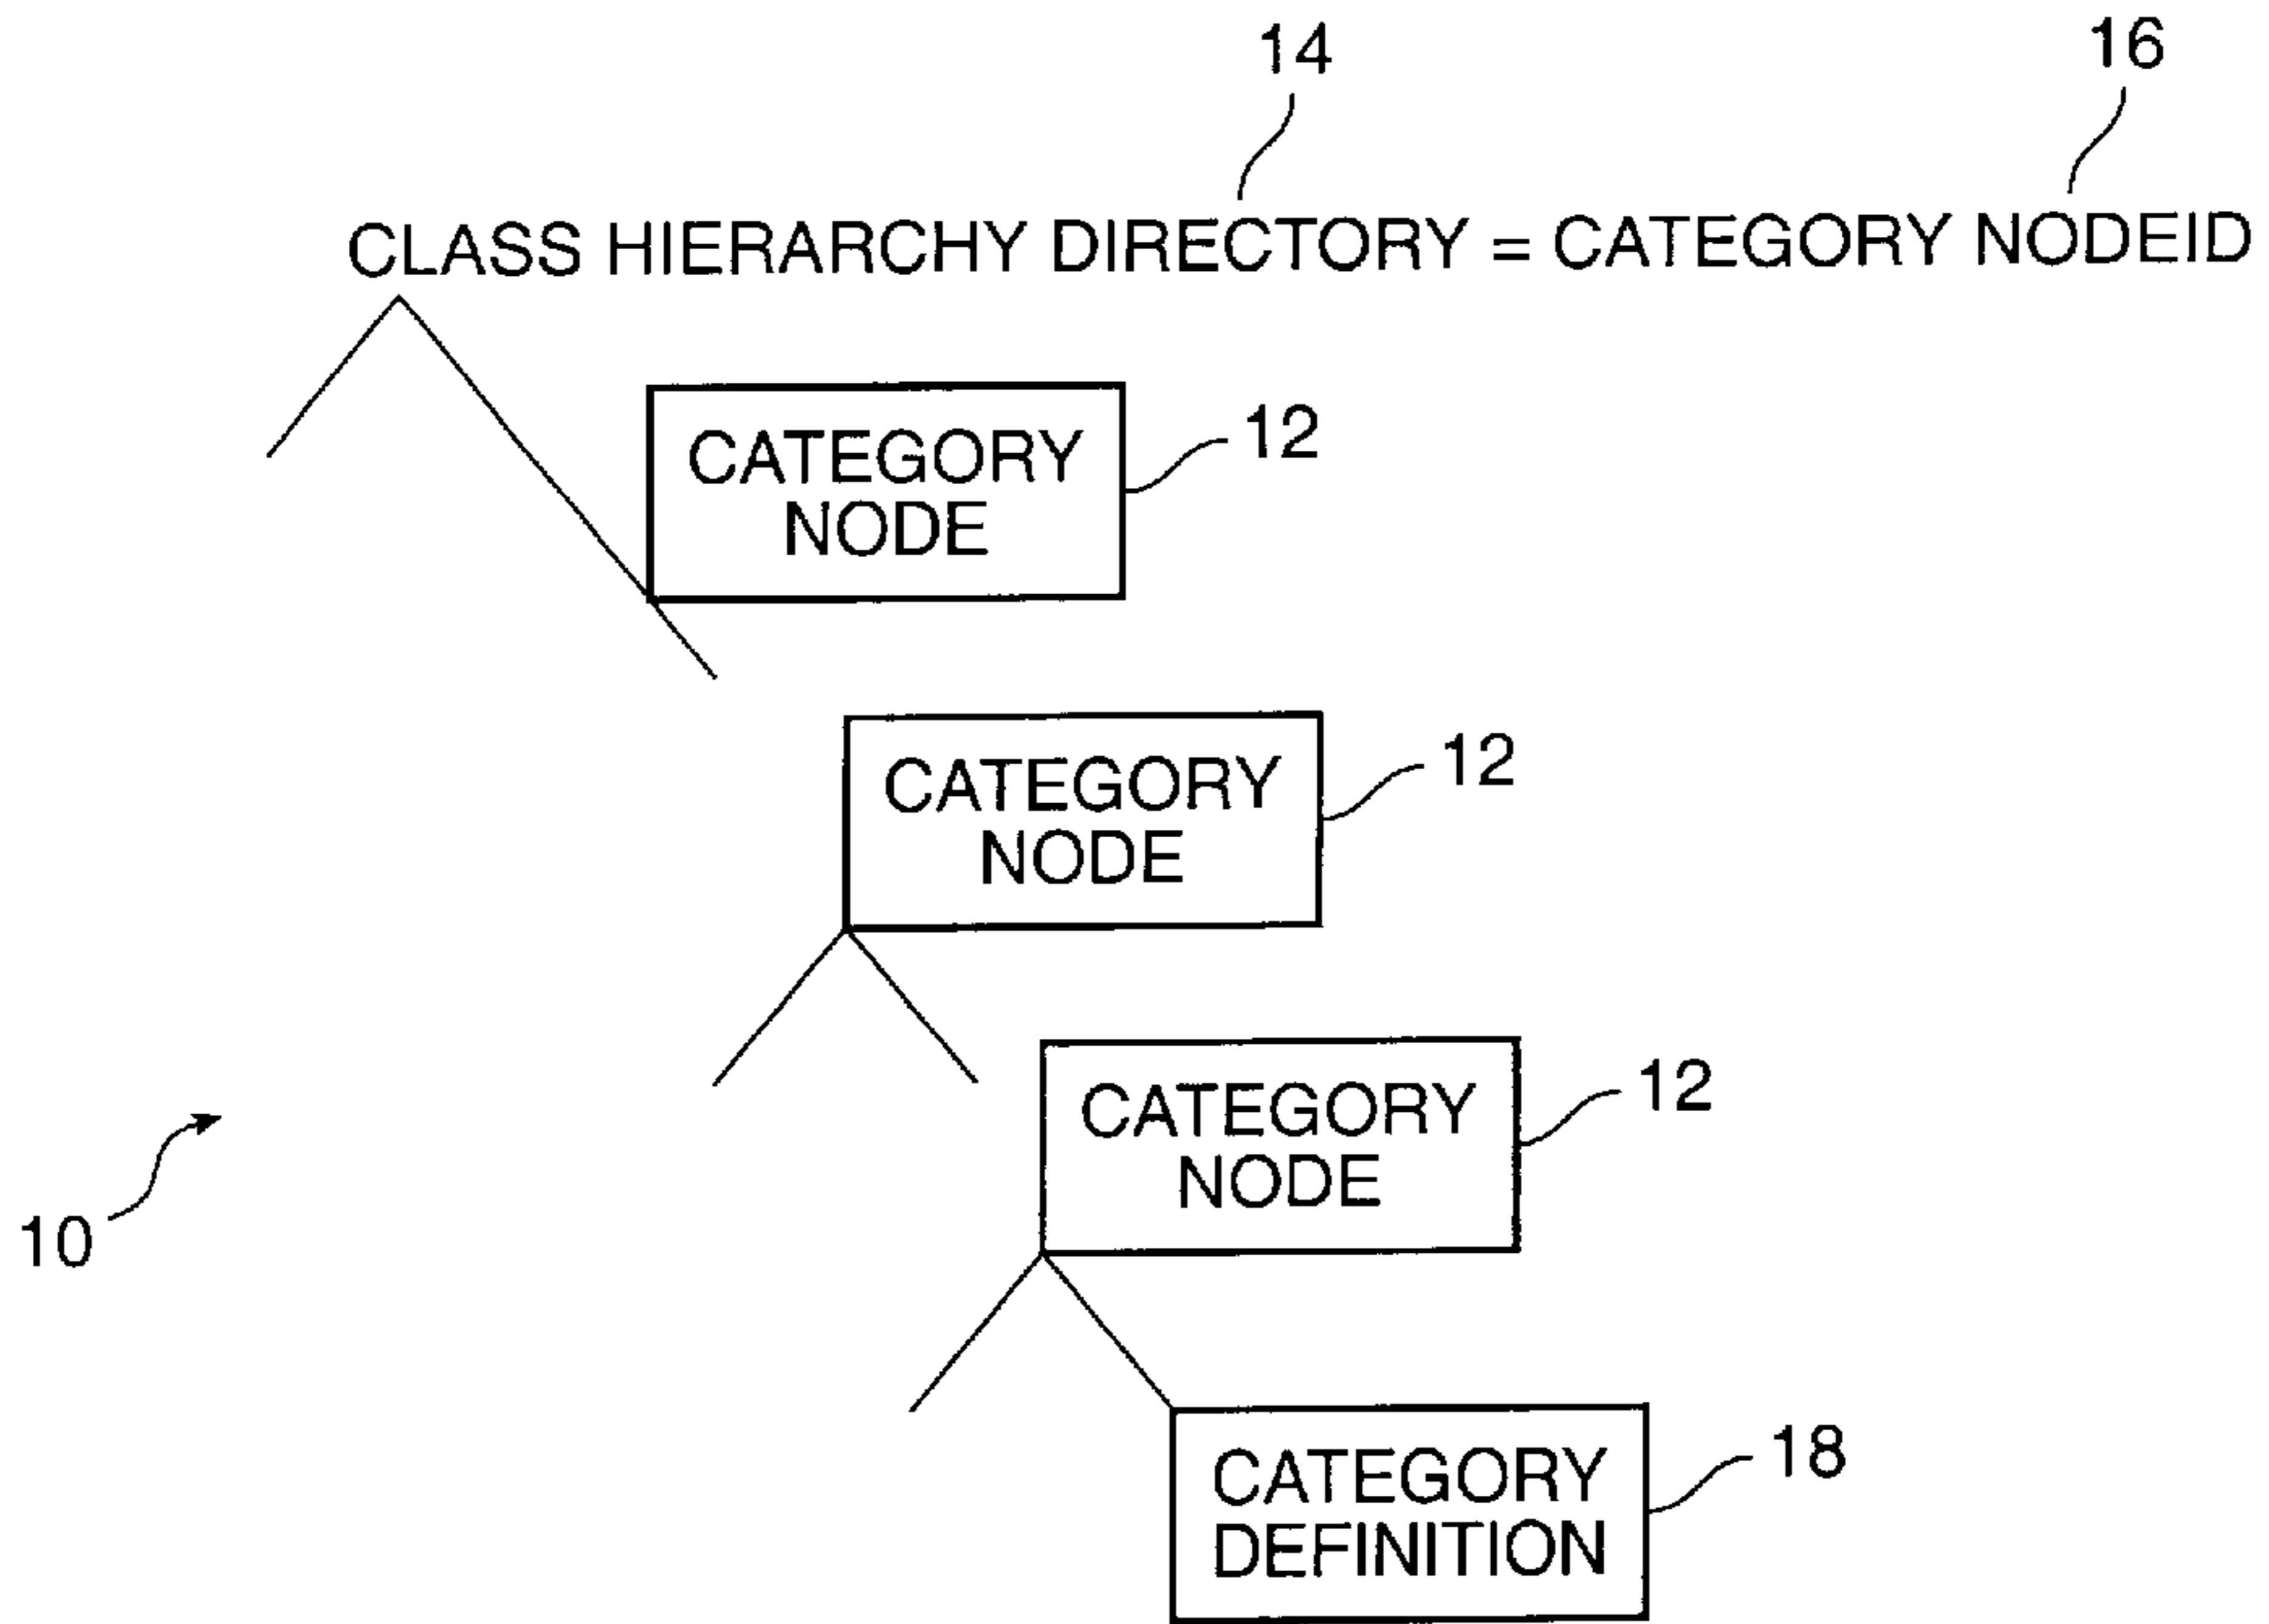 14
16
CLASS HIERARCHY DIRECTORY = CATEGORY NODEID
CATEGORY
NODE
12
CATEGORY
NODE
12
CATEGORY
NODE
12
10
CATEGORY
DEFINITION
18